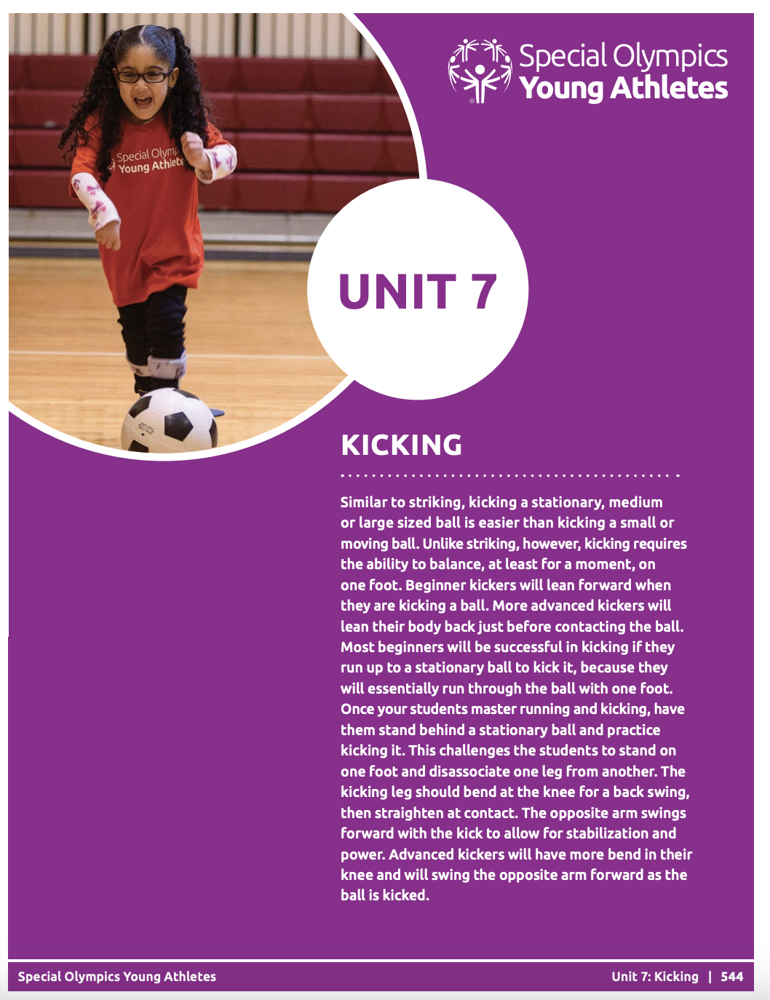 Special Olympics
Young Athletes
Special Olymp
Young Athlete
UNIT 7
KICKING
Similar to striking, kicking a stationary, medium
or large sized ball is easier than kicking a small or
moving ball. Unlike striking, however, kicking requires
the ability to balance, at least for a moment, on
one foot. Beginner kickers will lean forward when
they are kicking a ball. More advanced kickers will
lean their body back just before contacting the ball.
Most beginners will be successful in kicking if they
run up to a stationary ball to kick it, because they
will essentially run through the ball with one foot.
Once your students master running and kicking, have
them stand behind a stationary ball and practice
kicking it. This challenges the students to stand on
one foot and disassociate one leg from another. The
kicking leg should bend at the knee for a back swing,
then straighten at contact. The opposite arm swings
forward with the kick to allow for stabilization and
power. Advanced kickers will have more bend in their
knee and will swing the opposite arm forward as the
ball is kicked.
Special Olympics Young Athletes
Unit 7: Kicking | 544